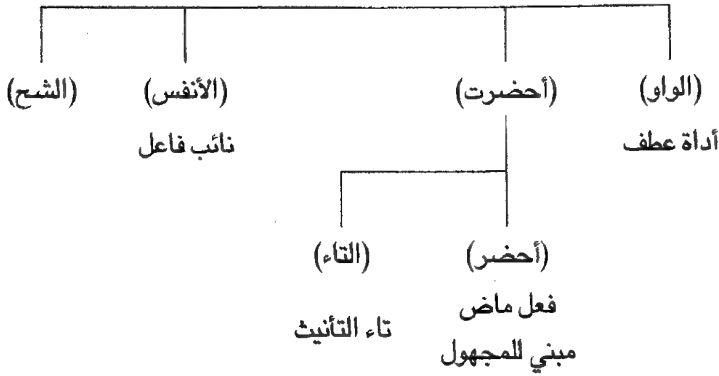 (الواو) (أحضرت) (الأنفس) (الشح)
أداة عطف نائب فاعل
(أحضر) (التاء)
فعل ماض
تاء التأنيث
مبني للمجهول